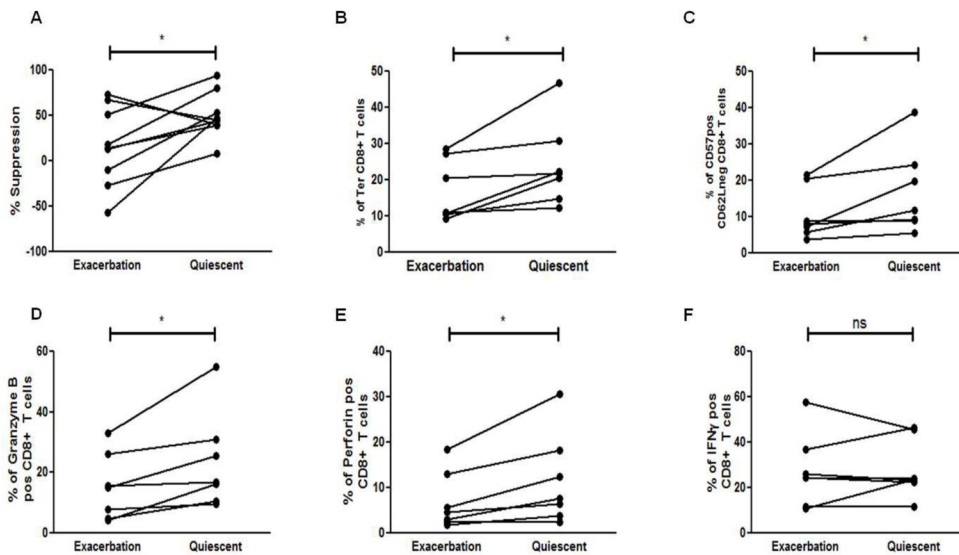 A
*
% Suppression
100
50
0
-50
-100
Exacerbation Quiescent
B
*
% of Ter CD8+ T cells
50
40
30
20
10
0
Exacerbation Quiescent
C
*
% of CD57pos
CD62Lneg CD8+ T cells
50
40
30
20
10
0
Exacerbation Quiescent
D
*
% of Granzyme B
pos CD8+ T cells
60
40
20
0
Exacerbation Quiescent
E
*
% of Perforin pos
CD8+ T cells
40
30
20
10
0
Exacerbation Quiescent
F
ns
% of IFNγ pos
CD8+ T cells
80
60
40
20
0
Exacerbation Quiescent